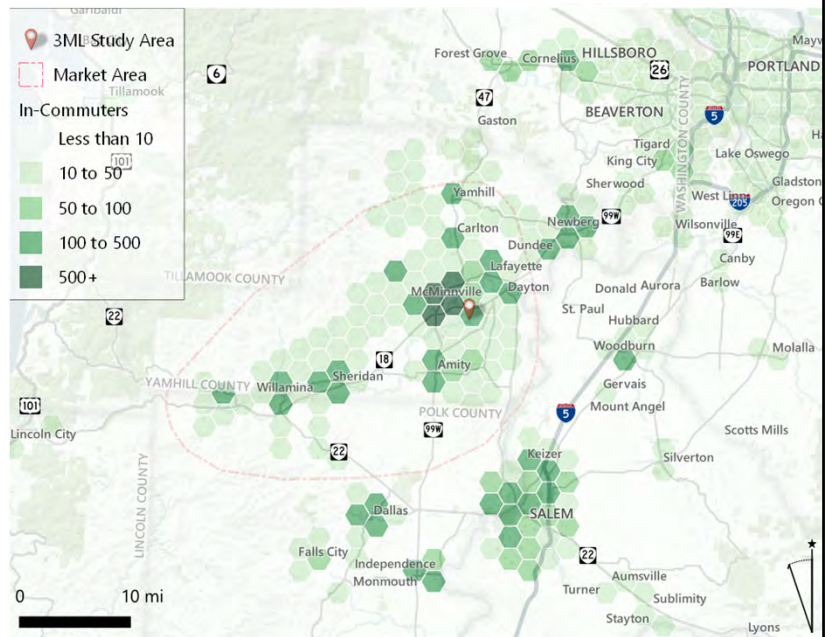 Garibaldi
3ML Study Area
Market Area
Tillamook
In-Commuters
Less than 10
101
10 to 50
50 to 100
100 to 500
500+
6
Forest Grove
Cornelius
HILLSBORO
26
PORTLAND
47
Gaston
BEAVERTON
5
WASHINGTON COUNTY
Tigard
King City
Lake Oswego
Sherwood
West Linn
205
Gladston
Oregon C
Yamhill
Newberg
99W
Wilsonville
99E
Carlton
Dundee
Canby
Lafayette
Barlow
TILLAMOOK COUNTY
McMinnville
Dayton
Donald
Aurora
St. Paul
Hubbard
22
Woodburn
Molalla
18
Amity
Sheridan
YAMHILL COUNTY
Willamina
Gervais
Mount Angel
101
POLK COUNTY
5
Lincoln City
99W
Scotts Mills
22
Keizer
Silverton
LINCOLN COUNTY
Dallas
SALEM
Falls City
Independence
Monmouth
22
Aumsville
Turner
Sublimity
Stayton
Lyons
0
10 mi